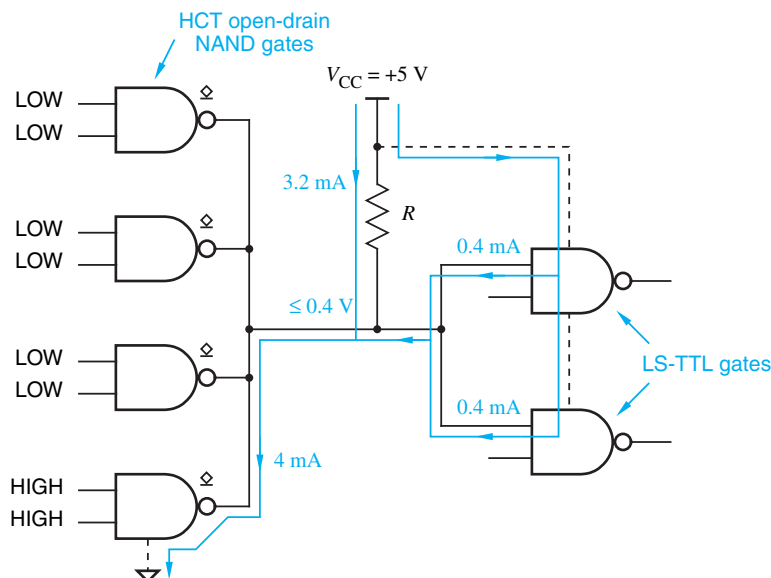 HCT open-drain
NAND gates
V_CC = +5 V
LOW
LOW
3.2 mA
R
LOW
LOW
0.4 mA
≤ 0.4 V
LOW
LOW
LS-TTL gates
0.4 mA
4 mA
HIGH
HIGH